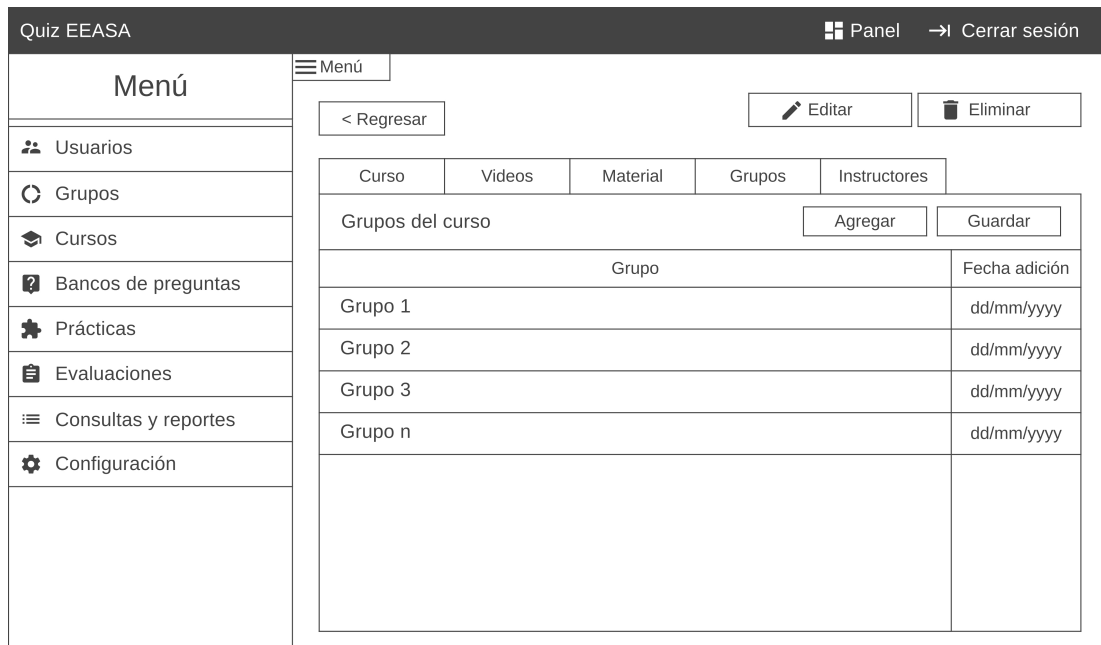 Quiz EEASA
Panel
Cerrar sesión
Menú
Usuarios
Grupos
Cursos
Bancos de preguntas
Prácticas
Evaluaciones
Consultas y reportes
Configuración
Menú
< Regresar
Editar
Eliminar
Curso
Videos
Material
Grupos
Instructores
Grupos del curso
Agregar
Guardar
Grupo
Fecha adición
Grupo 1
dd/mm/yyyy
Grupo 2
dd/mm/yyyy
Grupo 3
dd/mm/yyyy
Grupo n
dd/mm/yyyy